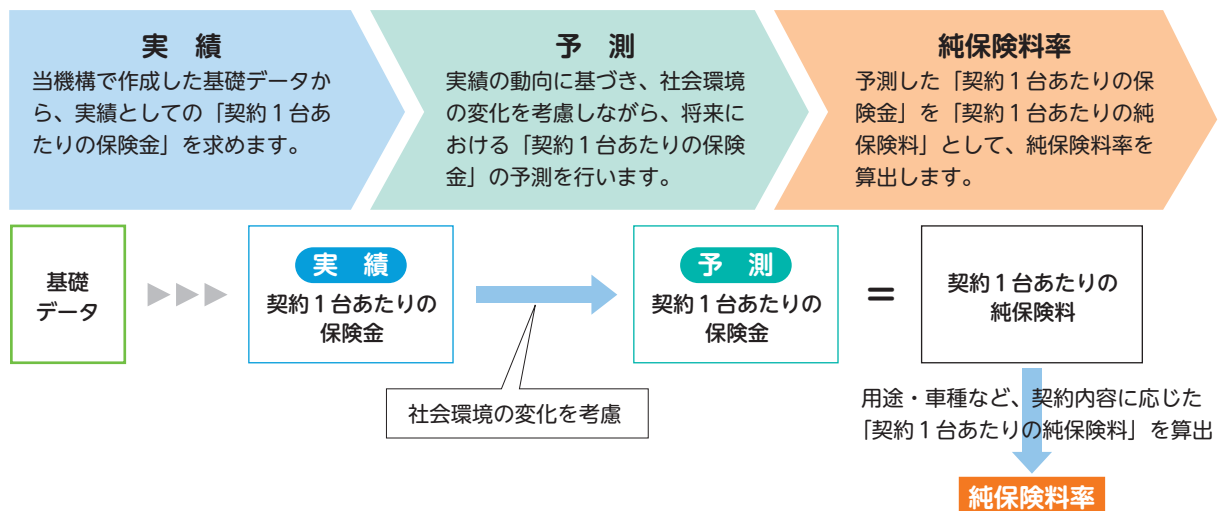 実　績
当機構で作成した基礎データか
ら、実績としての「契約１台あ
たりの保険金」を求めます。
予　測
実績の動向に基づき、社会環境
の変化を考慮しながら、将来に
おける「契約１台あたりの保険
金」の予測を行います。
純保険料率
予測した「契約１台あたりの保
険金」を「契約１台あたりの純
保険料」として、純保険料率を
算出します。
基礎
データ
実　績
契約１台あたりの
保険金
予　測
契約１台あたりの
保険金
＝
契約１台あたりの
純保険料
社会環境の変化を考慮
用途・車種など、契約内容に応じた
「契約１台あたりの純保険料」を算出
純保険料率